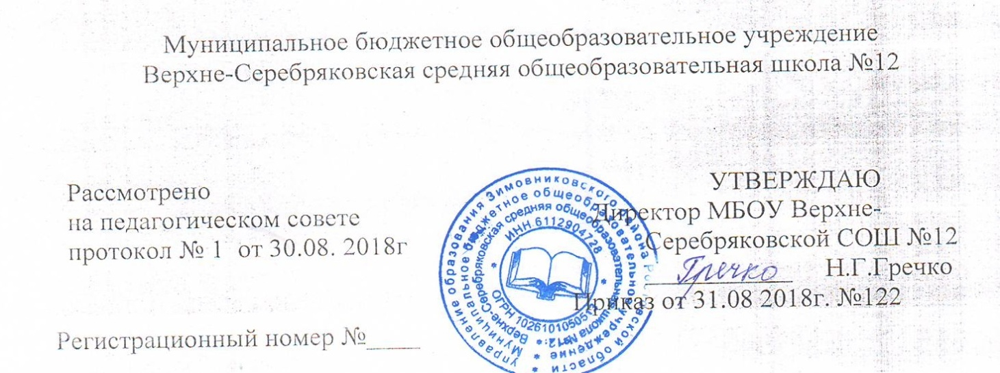 Муниципальное бюджетное общеобразовательное учреждение
Верхне-Серебряковская средняя общеобразовательная школа №12
Рассмотрено
на педагогическом совете
протокол № 1 от 30.08. 2018г
Регистрационный номер №_____
УТВЕРЖДАЮ
Директор МБОУ Верхне-
Серебряковской СОШ №12
Гречко Н.Г.Гречко
Приказ от 31.08 2018г. №122
управление образования Зимовниковского района Ростовской области
Муниципальное бюджетное общеобразовательное учреждение
Верхне-Серебряковская средняя общеобразовательная школа №12
ИНН 6112904728
ОГРН 102610105051